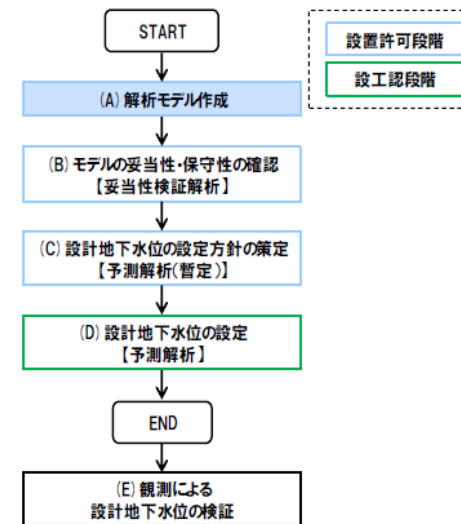 START
設置許可段階
設工認段階
(A) 解析モデル作成
(B) モデルの妥当性・保守性の確認
【妥当性検証解析】
(C) 設計地下水位の設定方針の策定
【予測解析(暫定)】
(D) 設計地下水位の設定
【予測解析】
END
(E) 観測による
設計地下水位の検証